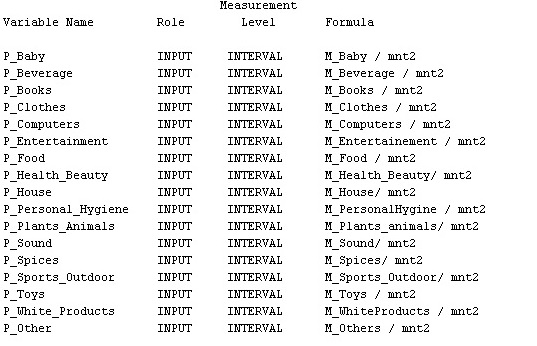 Measurement
Variable Name Role Level Formula
P_Baby INPUT INTERVAL M_Baby / mnt2
P_Beverage INPUT INTERVAL M_Beverage / mnt2
P_Books INPUT INTERVAL M_Books / mnt2
P_Clothes INPUT INTERVAL M_Clothes / mnt2
P_Computers INPUT INTERVAL M_Computers / mnt2
P_Entertainment INPUT INTERVAL M_Entertainement / mnt2
P_Food INPUT INTERVAL M_Food / mnt2
P_Health_Beauty INPUT INTERVAL M_Health_Beauty/ mnt2
P_House INPUT INTERVAL M_House/ mnt2
P_Personal_Hygiene INPUT INTERVAL M_PersonalHygine / mnt2
P_Plants_Animals INPUT INTERVAL M_Plants_animals/ mnt2
P_Sound INPUT INTERVAL M_Sound/ mnt2
P_Spices INPUT INTERVAL M_Spices/ mnt2
P_Sports_Outdoor INPUT INTERVAL M_Sports_Outdoor/ mnt2
P_Toys INPUT INTERVAL M_Toys / mnt2
P_White_Products INPUT INTERVAL M_WhiteProducts / mnt2
P_Other INPUT INTERVAL M_Others / mnt2